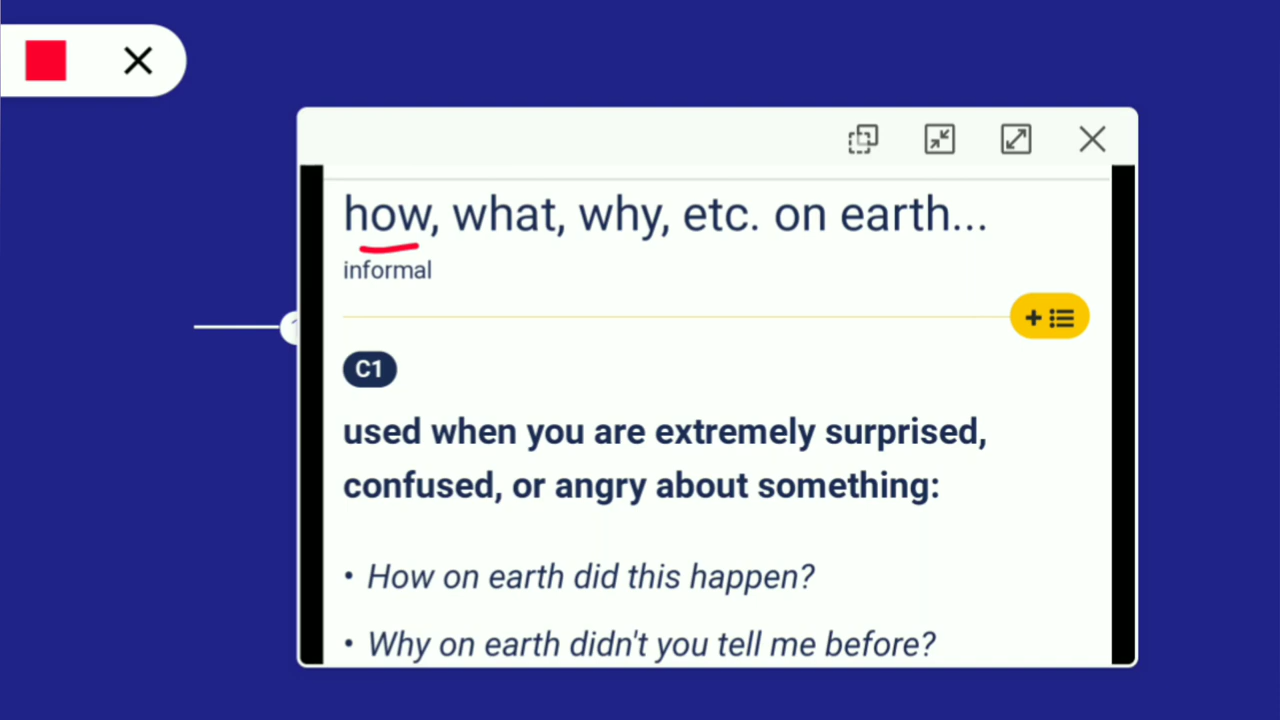 how, what, why, etc. on earth...
informal
C1
used when you are extremely surprised,
confused, or angry about something:
• How on earth did this happen?
• Why on earth didn't you tell me before?